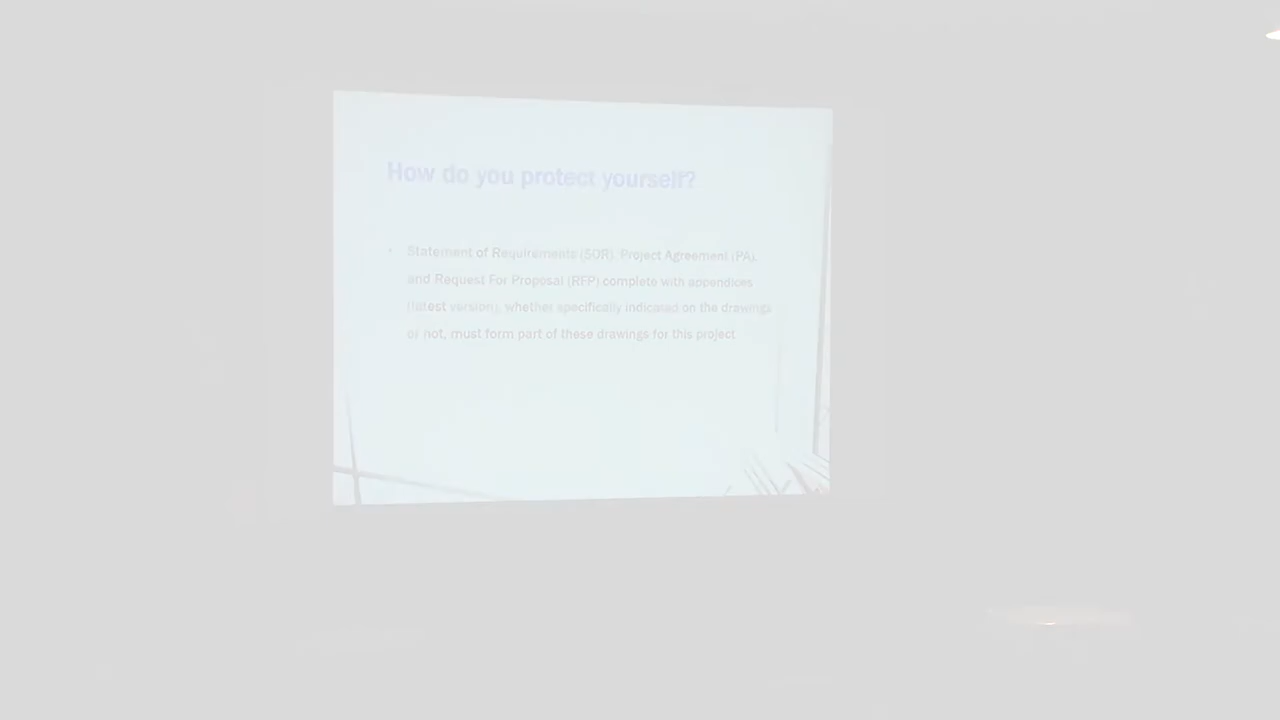 How do you protect yourself?
• Statement of Requirements (SOR), Project Agreement (PA),
and Request For Proposal (RFP) complete with appendices
(latest version), whether specifically indicated on the drawings
or not, must form part of these drawings for this project